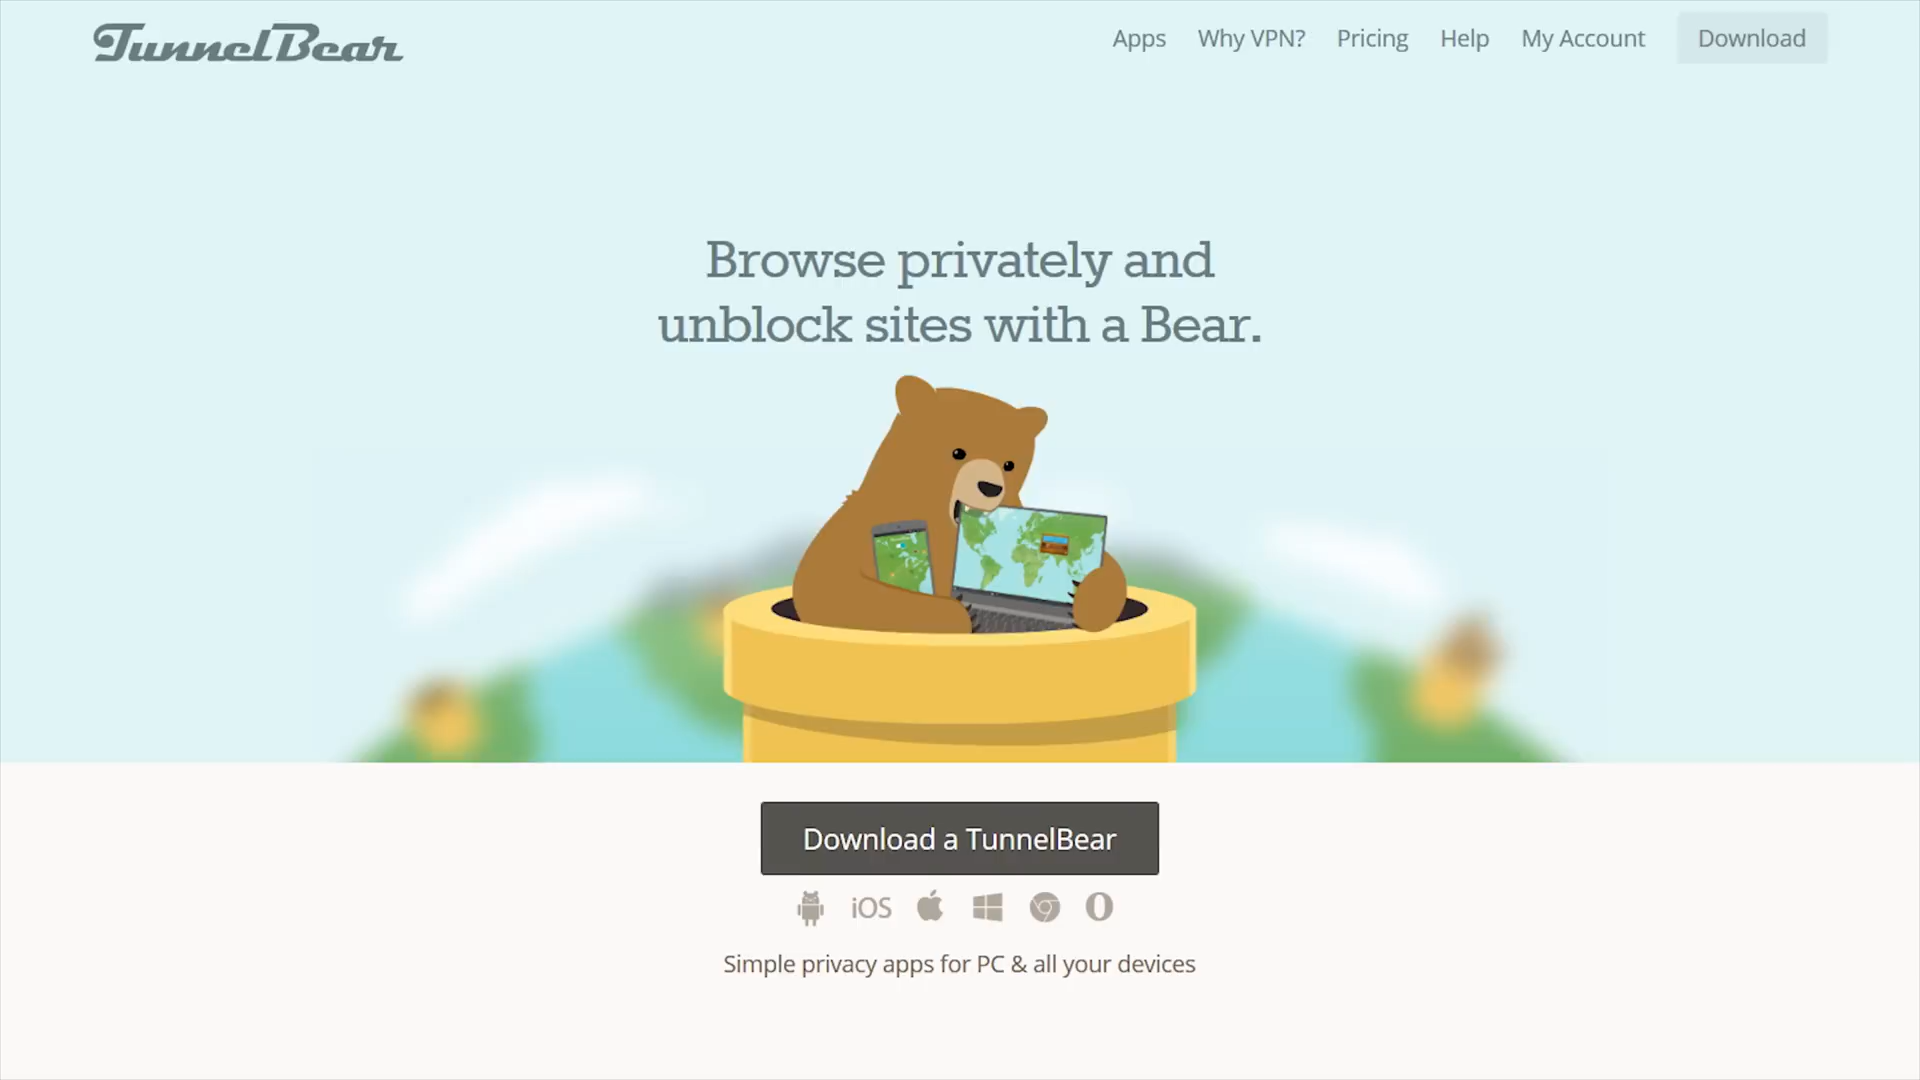 TunnelBear
Apps Why VPN? Pricing Help My Account Download
Browse privately and
unblock sites with a Bear.
Download a TunnelBear
iOS
Simple privacy apps for PC & all your devices